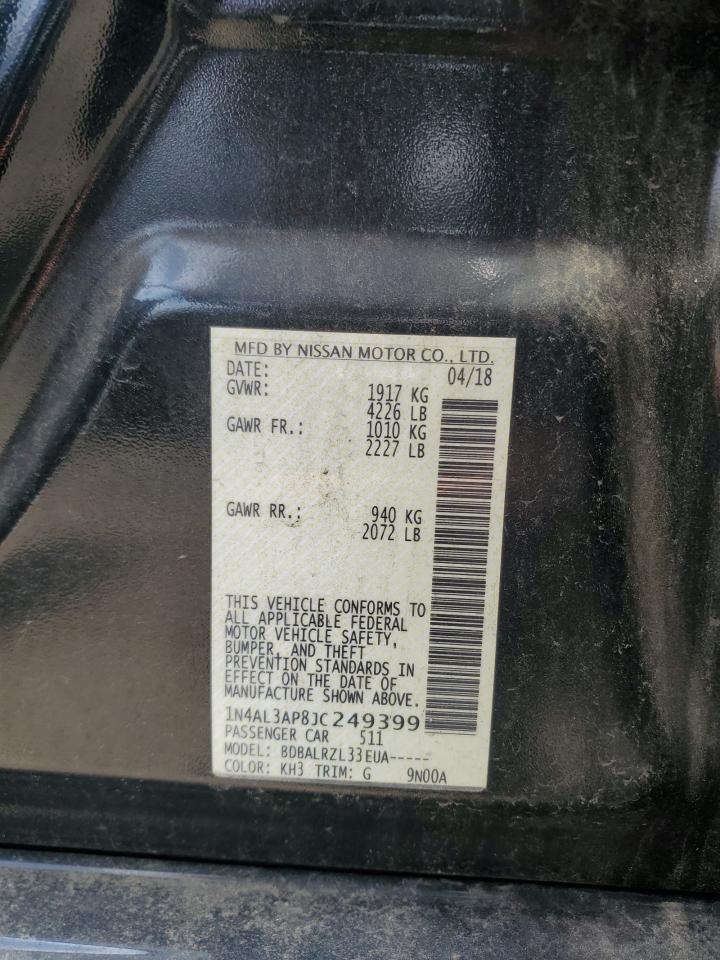 MFD BY NISSAN MOTOR CO., LTD.
DATE: 04/18
GVWR: 1917 KG
4226 LB
GAWR FR.: 1010 KG
2227 LB
GAWR RR.: 940 KG
2072 LB
THIS VEHICLE CONFORMS TO
ALL APPLICABLE FEDERAL
MOTOR VEHICLE SAFETY,
BUMPER, AND THEFT
PREVENTION STANDARDS IN
EFFECT ON THE DATE OF
MANUFACTURE SHOWN ABOVE.
1N4AL3AP8JC249399
PASSENGER CAR 511
MODEL: BDBALRZL33EUA-----
COLOR: KH3 TRIM: G 9N00A